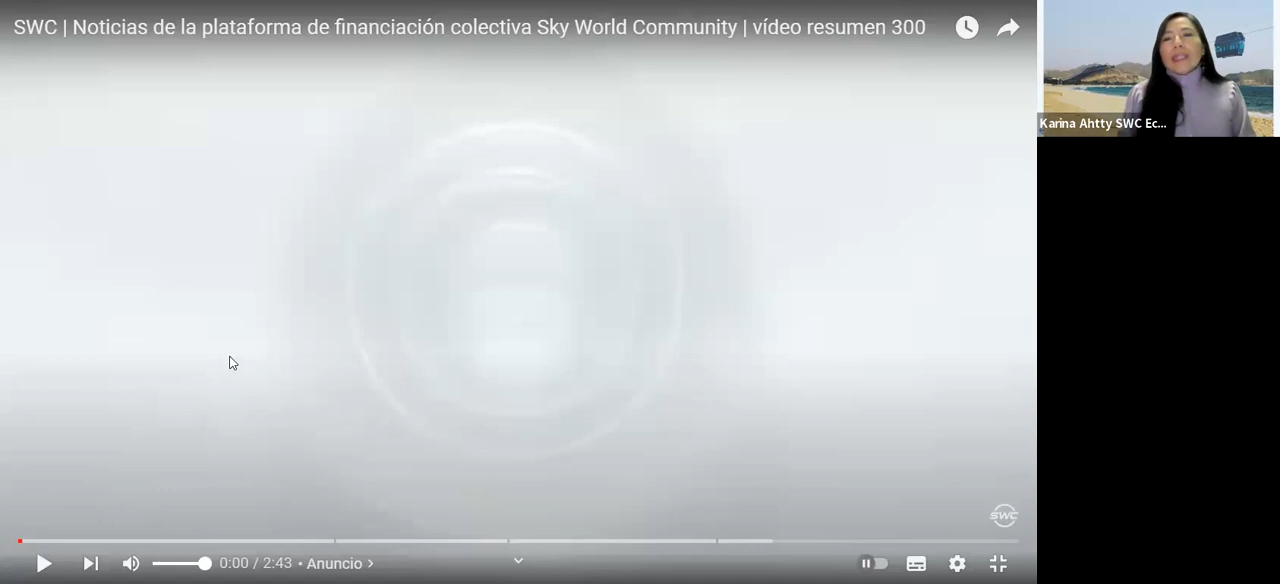 SWC | Noticias de la plataforma de financiación colectiva Sky World Community | vídeo resumen 300
Karina Ahtty SWC Ec...
SWC
0:00 / 2:43 • Anuncio